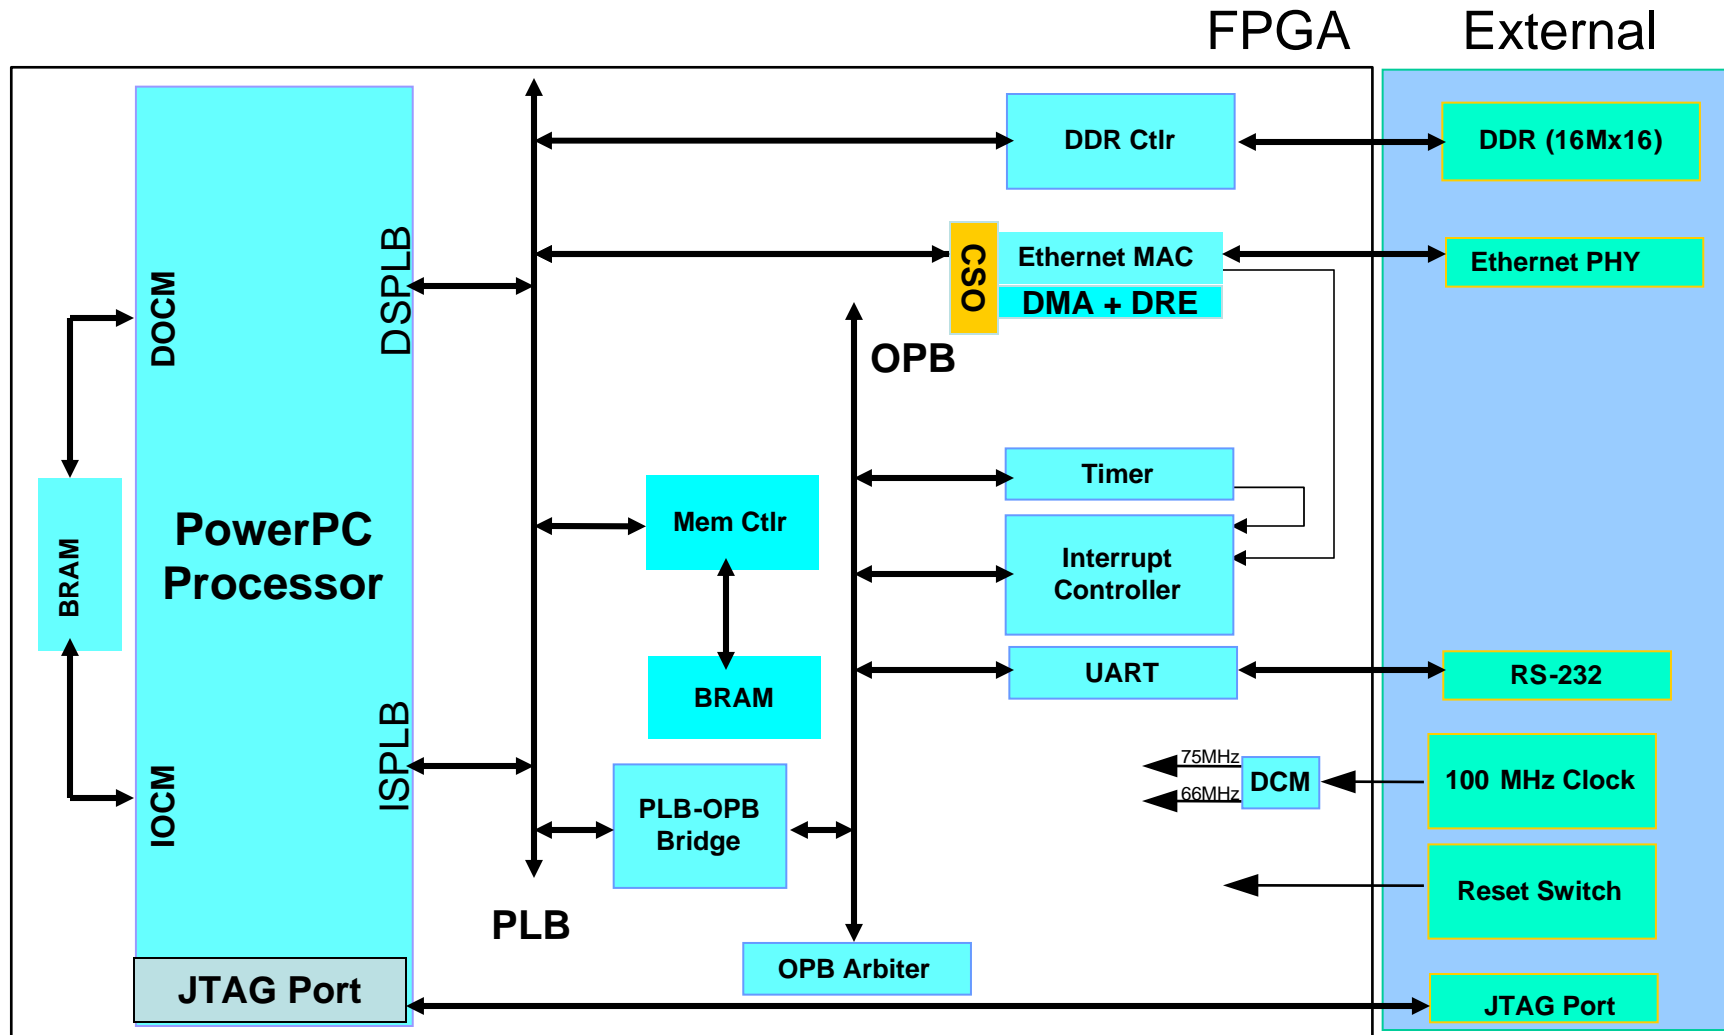 FPGA
External
DDR Ctlr
DDR (16Mx16)
CSO
Ethernet MAC
DMA + DRE
Ethernet PHY
DSPLB
DOCM
OPB
Timer
PowerPC
Processor
Mem Ctlr
BRAM
Interrupt
Controller
BRAM
UART
RS-232
ISPLB
IOCM
75MHz
66MHz
DCM
100 MHz Clock
PLB-OPB
Bridge
Reset Switch
PLB
OPB Arbiter
JTAG Port
JTAG Port